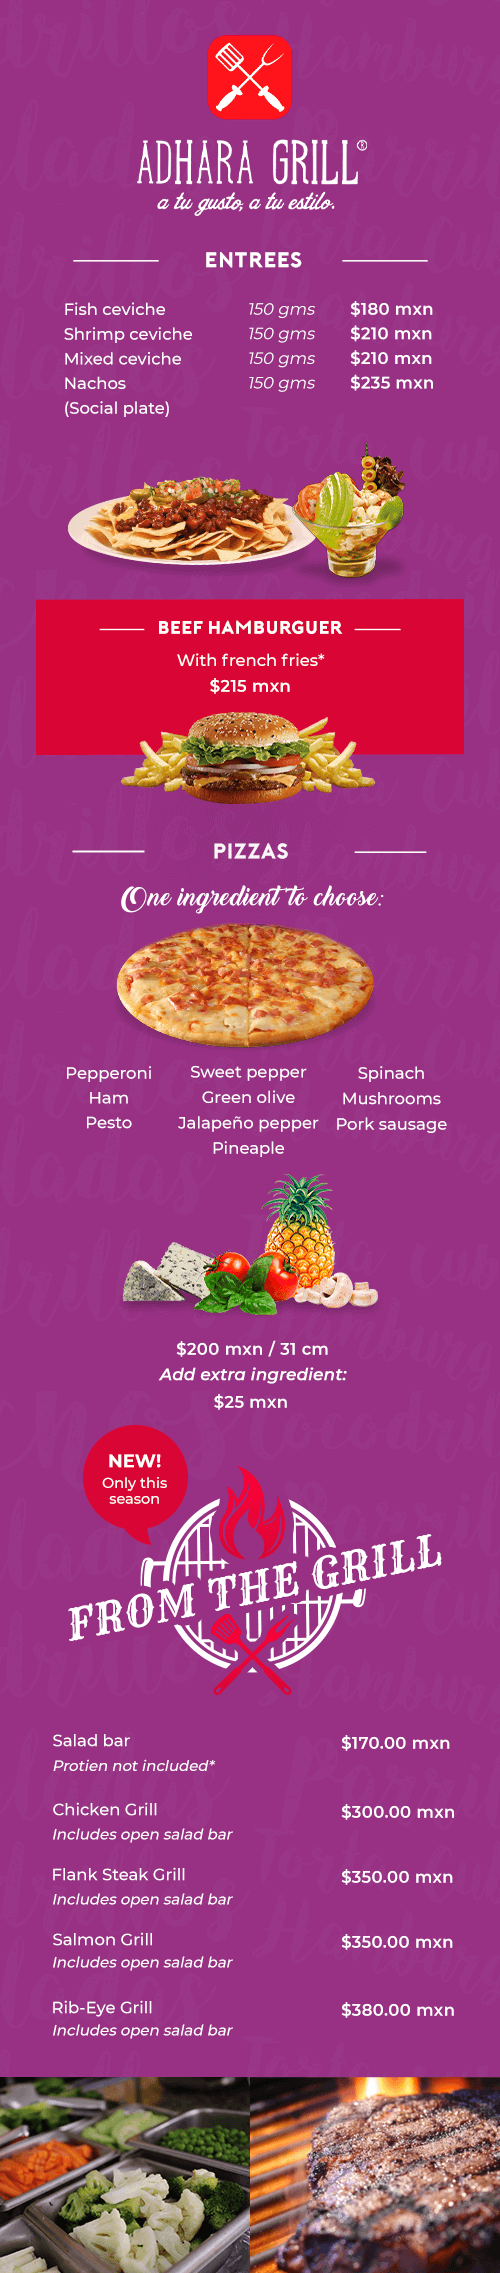 ADHARA GRILL®
a tu gusto, a tu estilo.
ENTREES
Fish ceviche 150 gms $180 mxn
Shrimp ceviche 150 gms $210 mxn
Mixed ceviche 150 gms $210 mxn
Nachos 150 gms $235 mxn
(Social plate)
BEEF HAMBURGUER
With french fries*
$215 mxn
PIZZAS
One ingredient to choose:
Pepperoni Sweet pepper Spinach
Ham Green olive Mushrooms
Pesto Jalapeño pepper Pork sausage
Pineaple
$200 mxn / 31 cm
Add extra ingredient:
$25 mxn
NEW!
Only this
season
FROM THE GRILL
Salad bar $170.00 mxn
Protien not included*
Chicken Grill $300.00 mxn
Includes open salad bar
Flank Steak Grill $350.00 mxn
Includes open salad bar
Salmon Grill $350.00 mxn
Includes open salad bar
Rib-Eye Grill $380.00 mxn
Includes open salad bar